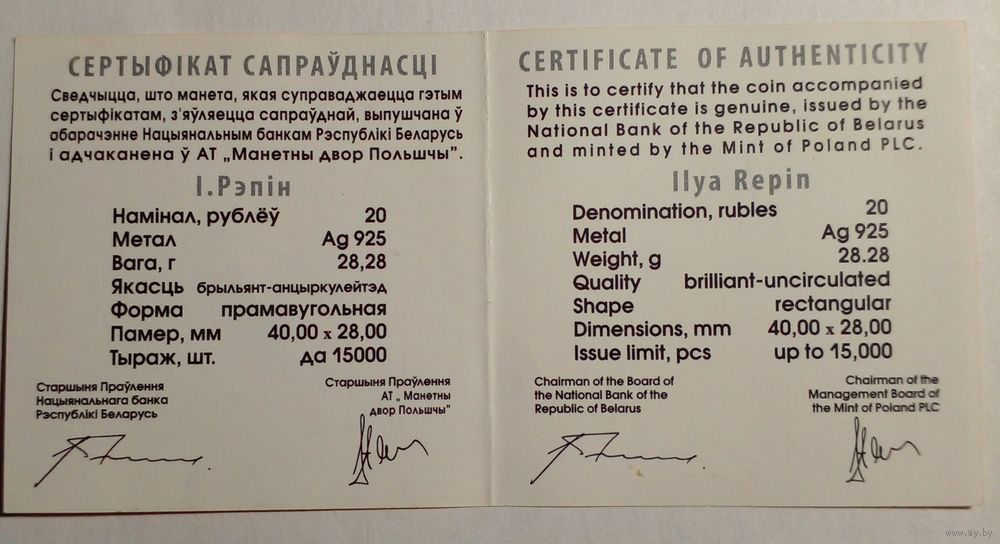 СЕРТЫФІКАТ САПРАЎДНАСЦІ
Сведчыцца, што манета, якая суправаджаецца гэтым
сертыфікатам, з'яўляецца сапраўднай, выпушчана ў
абарачэнне Нацыянальным банкам Рэспублікі Беларусь
і адчаканена ў АТ „Манетны двор Польшчы”.
І.Рэпін
Намінал, рублёў 20
Метал Ag 925
Вага, г 28,28
Якасць брыльянт-анцыркулейтэд
Форма прамавугольная
Памер, мм 40,00 x 28,00
Тыраж, шт. да 15000
Старшыня Праўлення
Нацыянальнага банка
Рэспублікі Беларусь
Старшыня Праўлення
АТ „ Манетны
двор Польшчы”
CERTIFICATE OF AUTHENTICITY
This is to certify that the coin accompanied
by this certificate is genuine, issued by the
National Bank of the Republic of Belarus
and minted by the Mint of Poland PLC.
Ilya Repin
Denomination, rubles 20
Metal Ag 925
Weight, g 28.28
Quality brilliant-uncirculated
Shape rectangular
Dimensions, mm 40,00 x 28,00
Issue limit, pcs up to 15,000
Chairman of the Board of
the National Bank of the
Republic of Belarus
Chairman of the
Management Board of
the Mint of Poland PLC
www.ay.by